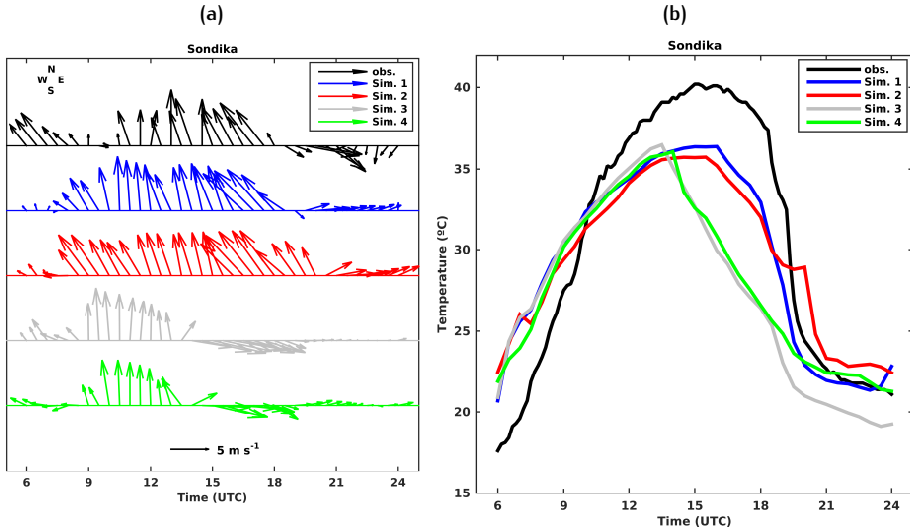 (a)
Sondika
N
W E
S
obs.
Sim. 1
Sim. 2
Sim. 3
Sim. 4
5 m s⁻¹
6 9 12 15 18 21 24
Time (UTC)
(b)
Sondika
obs.
Sim. 1
Sim. 2
Sim. 3
Sim. 4
Temperature (ºC)
40
35
30
25
20
15
6 9 12 15 18 21 24
Time (UTC)